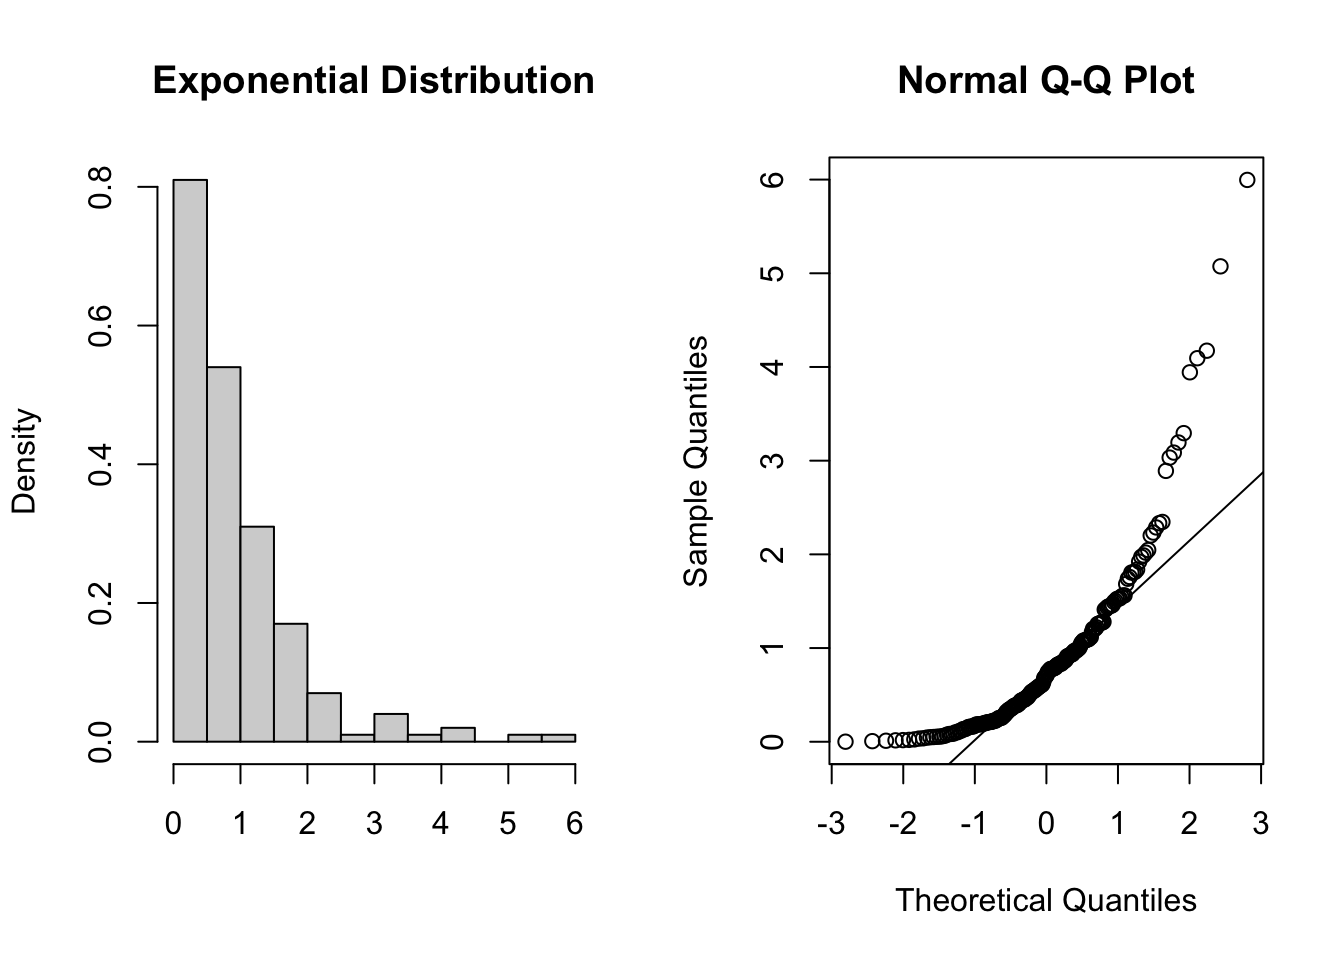 Exponential Distribution
Density
0.8
0.6
0.4
0.2
0.0
0 1 2 3 4 5 6
Normal Q-Q Plot
Sample Quantiles
6
5
4
3
2
1
0
-3 -2 -1 0 1 2 3
Theoretical Quantiles